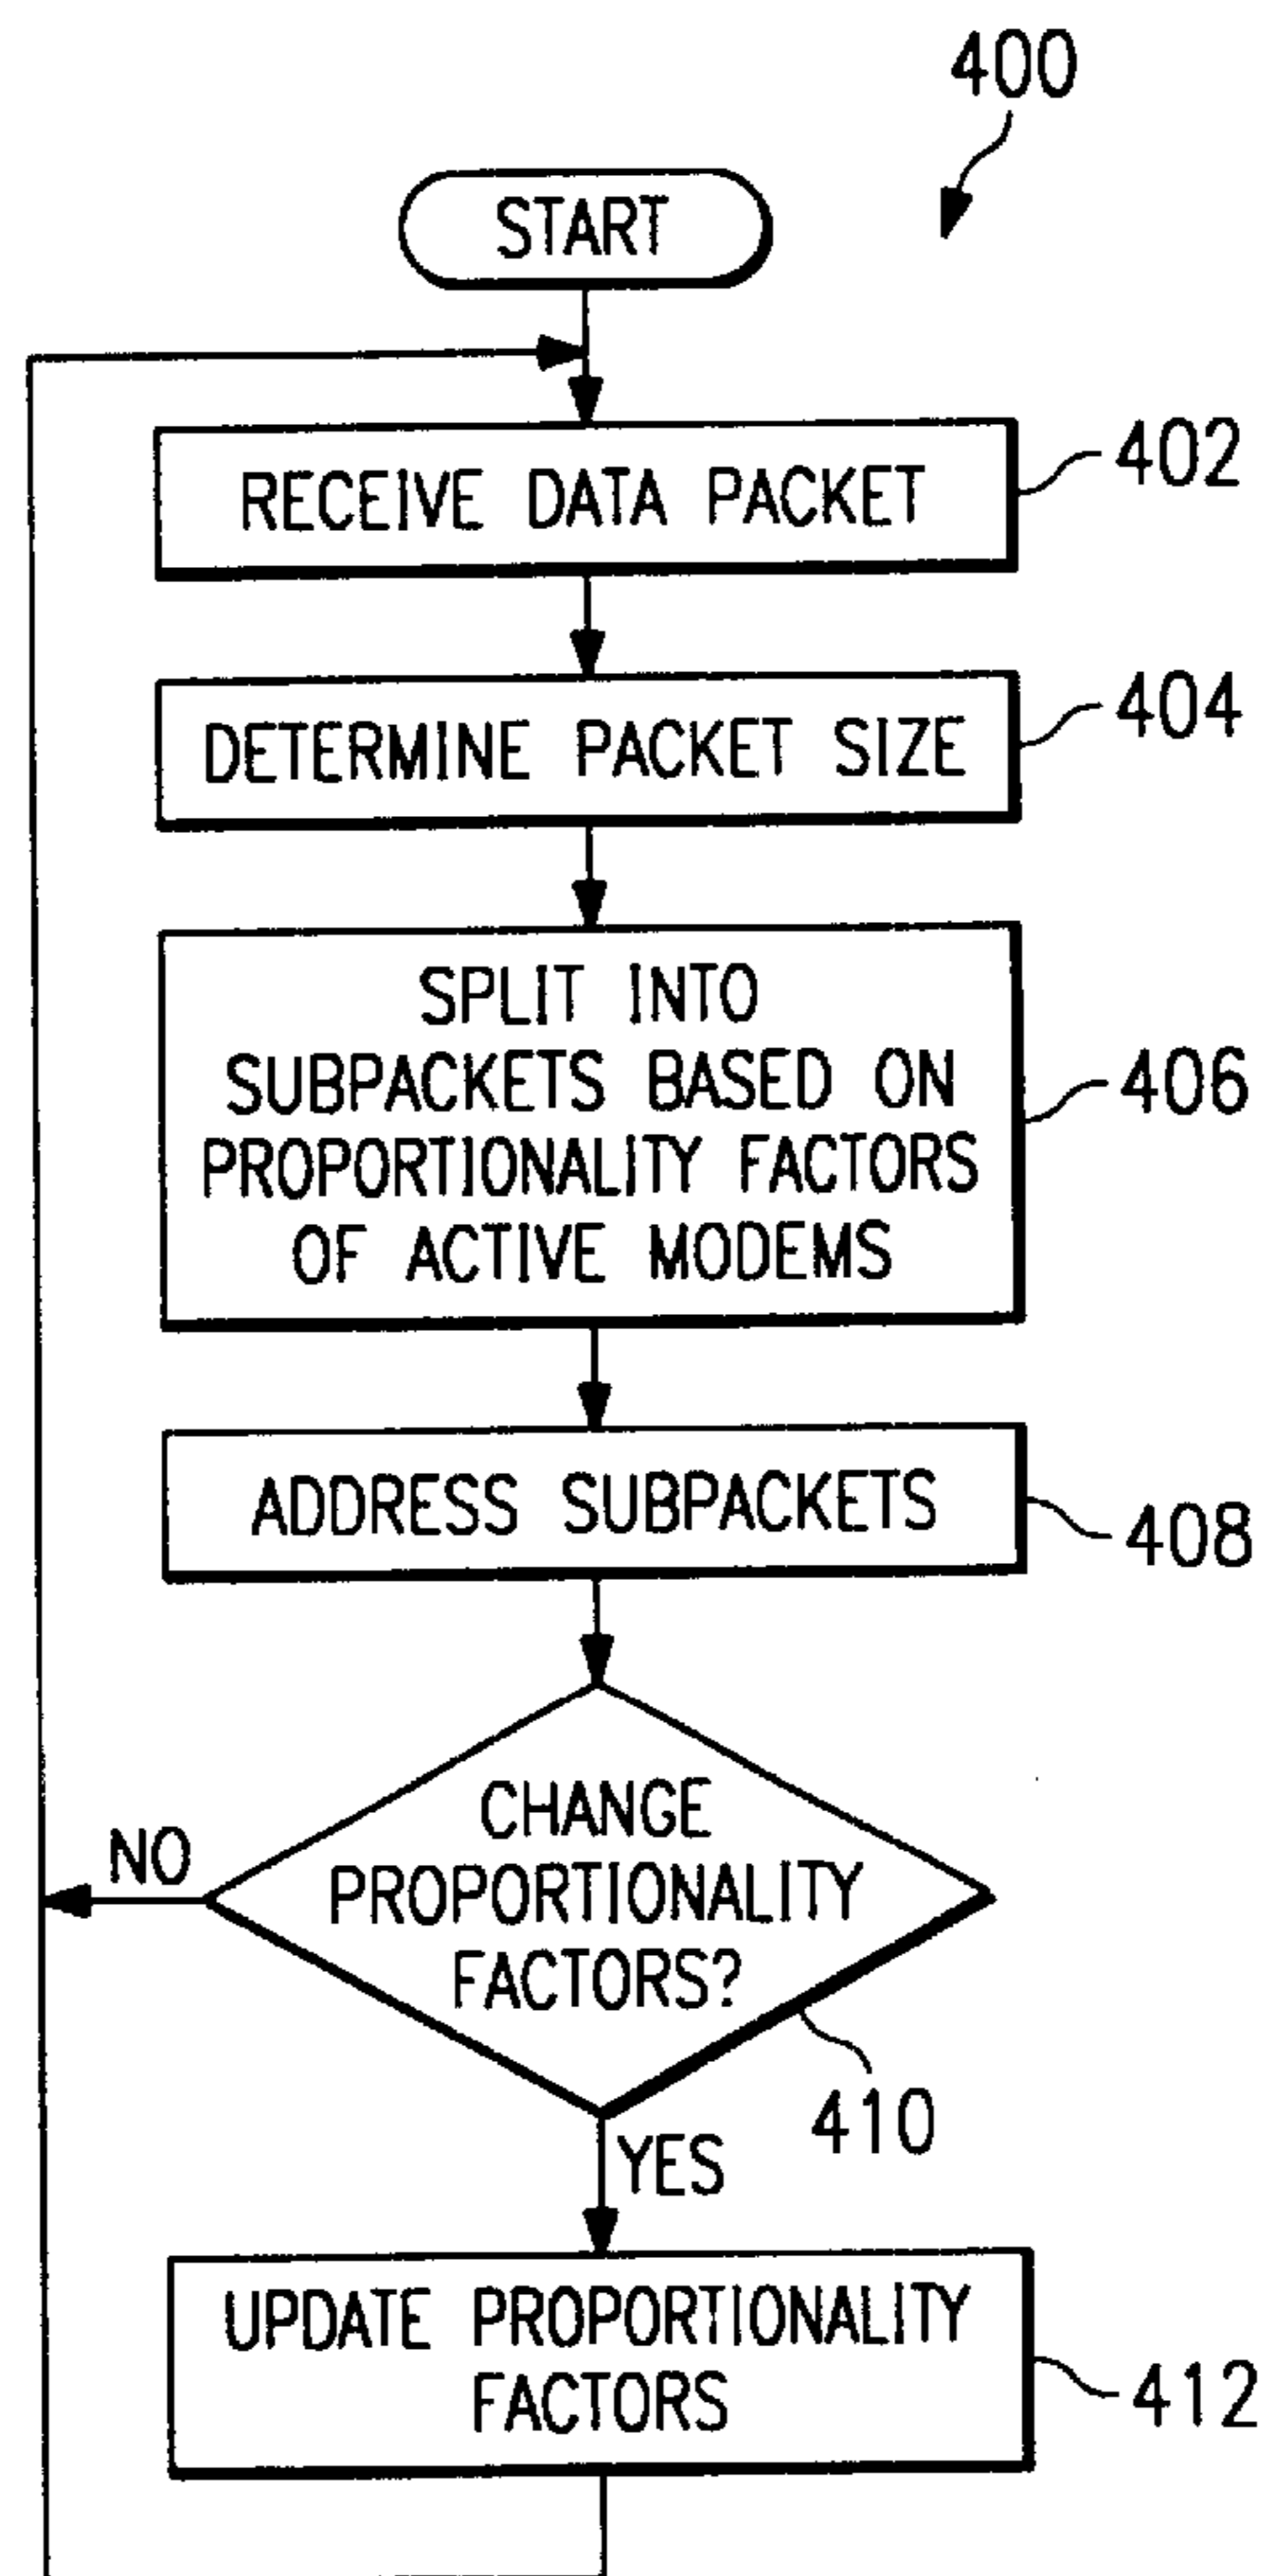 400
START
RECEIVE DATA PACKET
402
DETERMINE PACKET SIZE
404
SPLIT INTO
SUBPACKETS BASED ON
PROPORTIONALITY FACTORS
OF ACTIVE MODEMS
406
ADDRESS SUBPACKETS
408
CHANGE
PROPORTIONALITY
FACTORS?
NO
410
YES
UPDATE PROPORTIONALITY
FACTORS
412